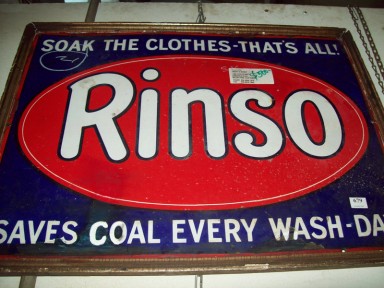 SOAK THE CLOTHES-THAT'S ALL!
Rinso
SAVES COAL EVERY WASH-DA